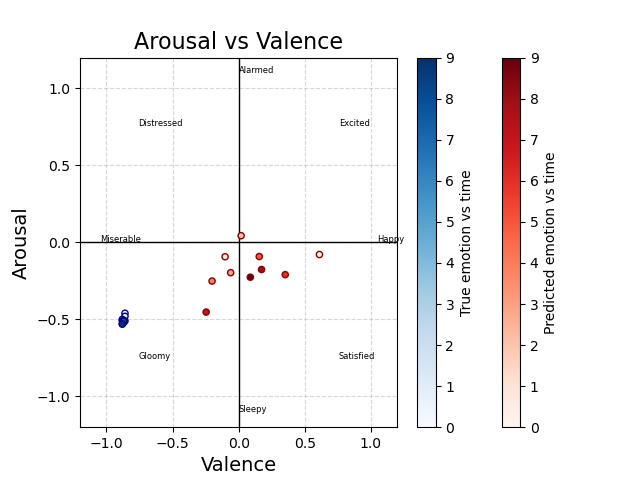 Arousal vs Valence
Alarmed
Distressed
Excited
Miserable
Happy
Gloomy
Satisfied
Sleepy
1.0
0.5
0.0
−0.5
−1.0
Arousal
−1.0
−0.5
0.0
0.5
1.0
Valence
9
8
7
6
5
4
3
2
1
0
True emotion vs time
9
8
7
6
5
4
3
2
1
0
Predicted emotion vs time